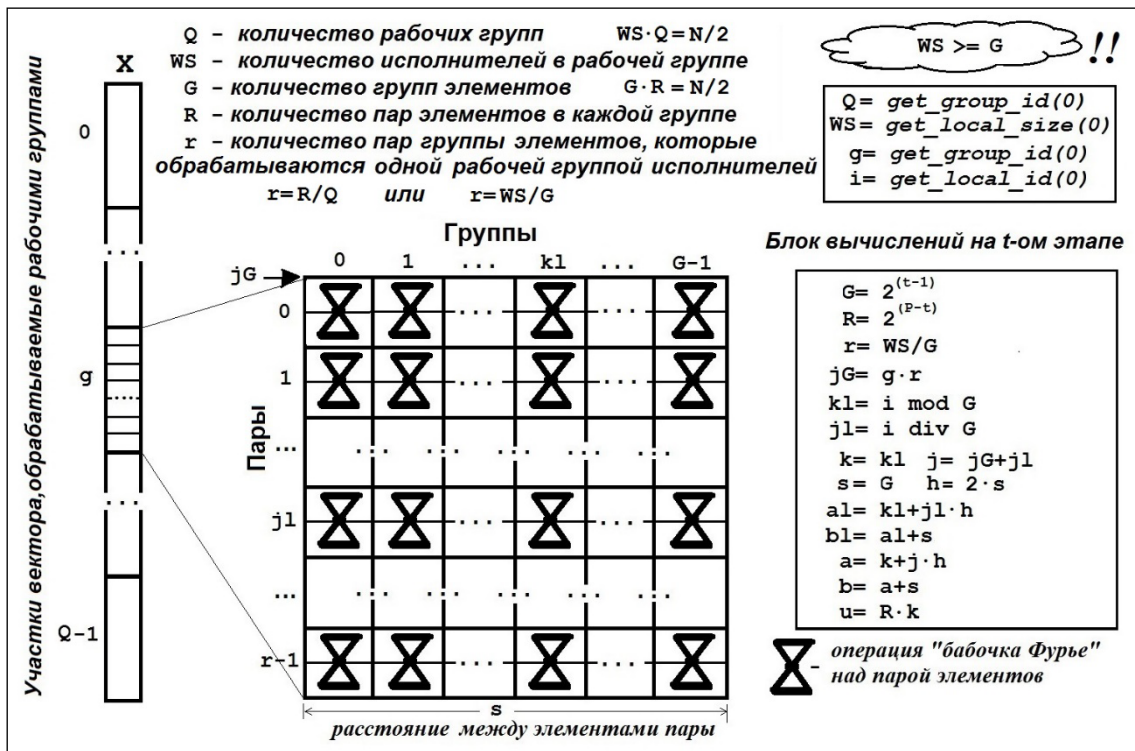 Q – количество рабочих групп WS·Q=N/2
WS – количество исполнителей в рабочей группе
G – количество групп элементов G·R=N/2
R – количество пар элементов в каждой группе
r – количество пар группы элементов, которые
обрабатываются одной рабочей группой исполнителей
r=R/Q или r=WS/G
WS >= G !!
Q= get_group_id(0)
WS= get_local_size(0)
g= get_group_id(0)
i= get_local_id(0)
Участки вектора,обрабатываемые рабочими группами
X
0
...
g
...
Q-1
Группы
0 1 ... kl ... G-1
jG
Пары
0
... ...
1
... ...
...
... ... ... ... ...
jl
... ...
...
... ... ... ... ...
r-1
... ...
s
расстояние между элементами пары
Блок вычислений на t-ом этапе
G= 2^(t-1)
R= 2^(P-t)
r= WS/G
jG= g·r
kl= i mod G
jl= i div G
k= kl j= jG+jl
s= G h= 2·s
al= kl+jl·h
bl= al+s
a= k+j·h
b= a+s
u= R·k
- операция "бабочка Фурье"
над парой элементов